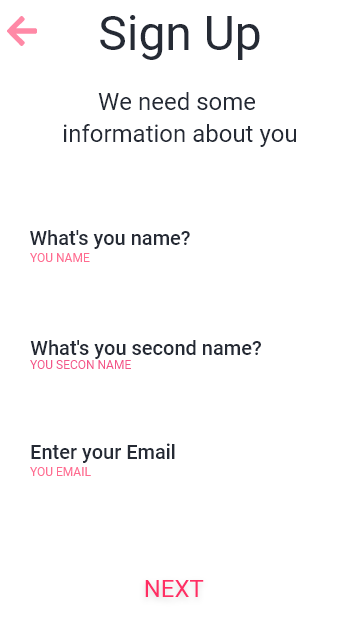 Sign Up
We need some
information about you
What's you name?
YOU NAME
What's you second name?
YOU SECON NAME
Enter your Email
YOU EMAIL
NEXT